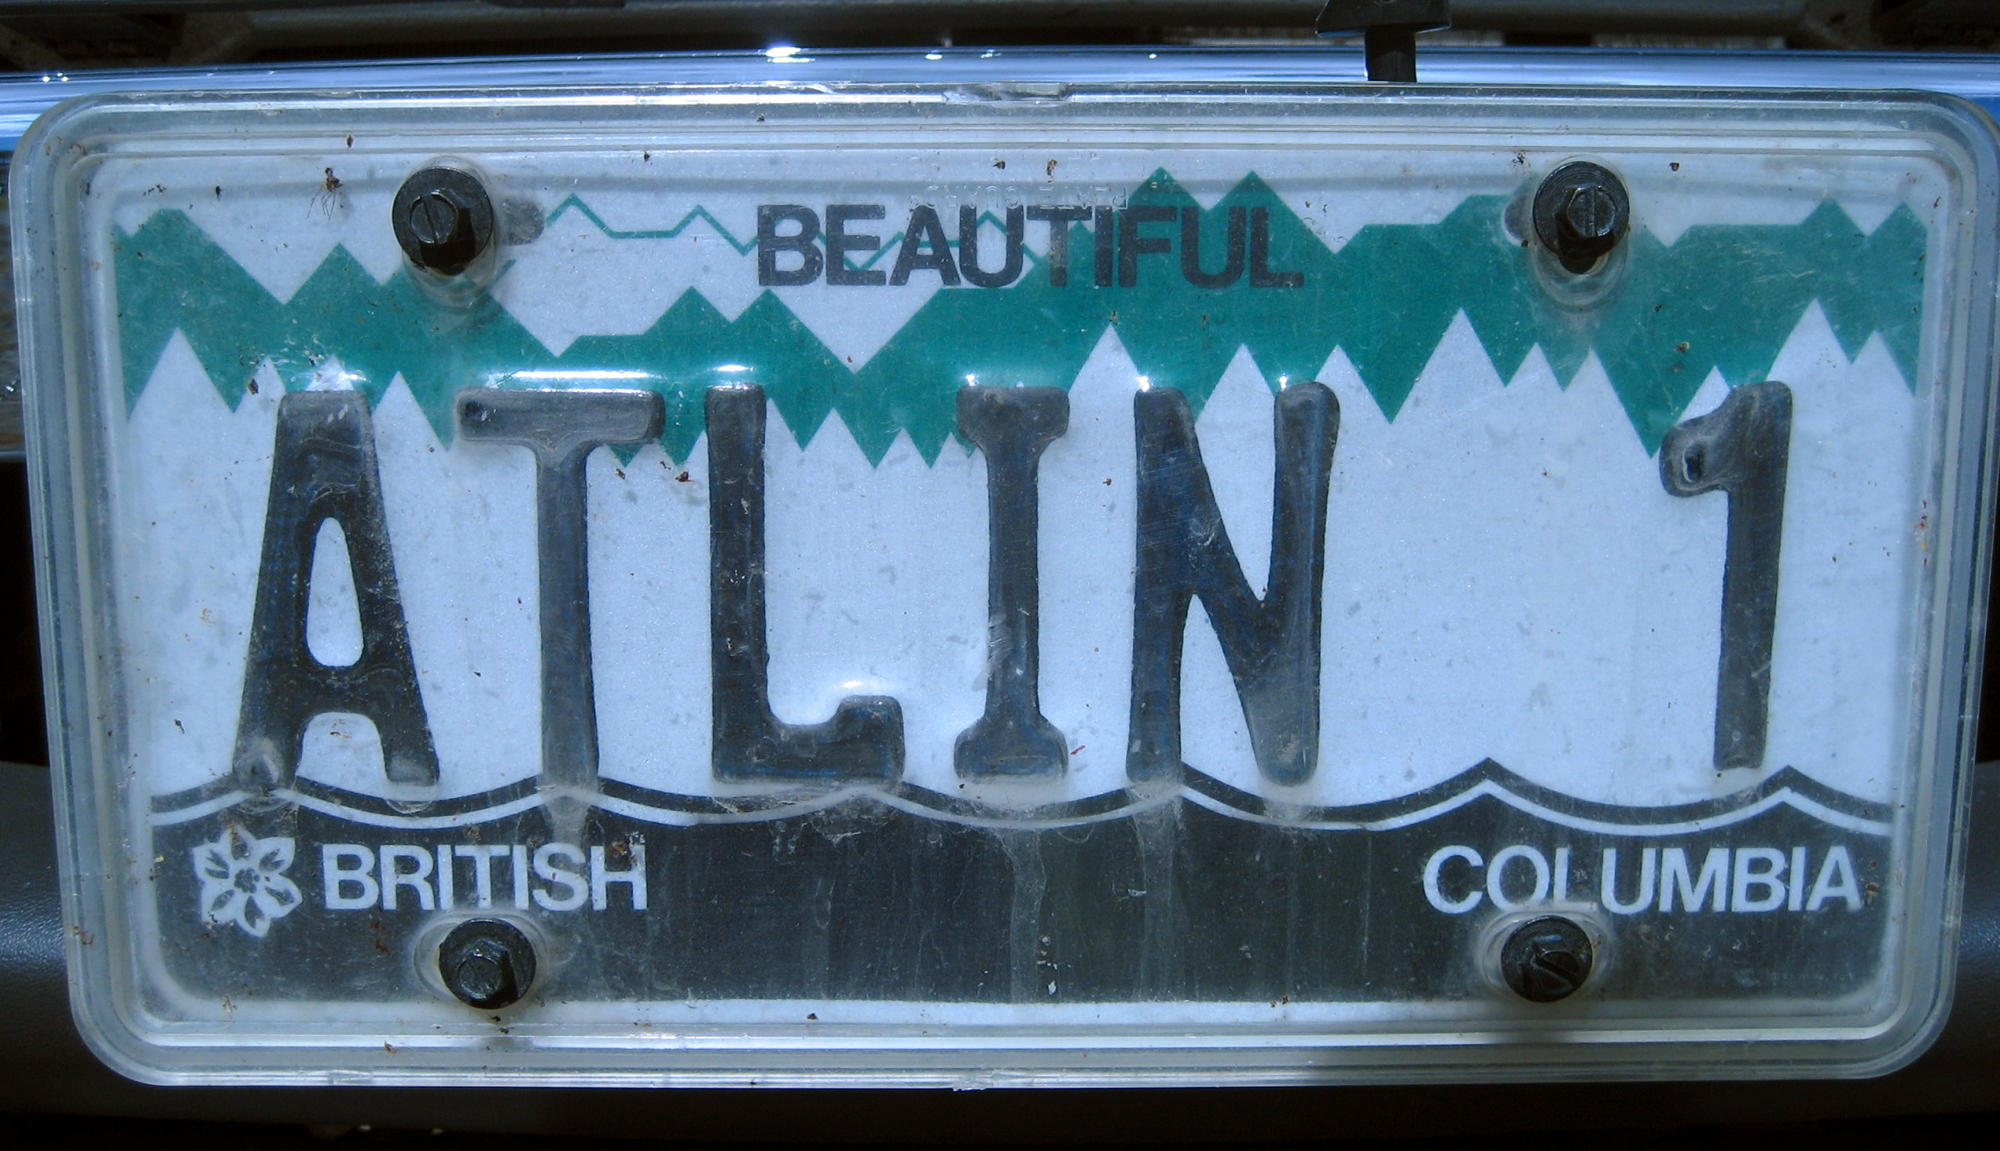 BEAUTIFUL
ATLIN 1
BRITISH COLUMBIA